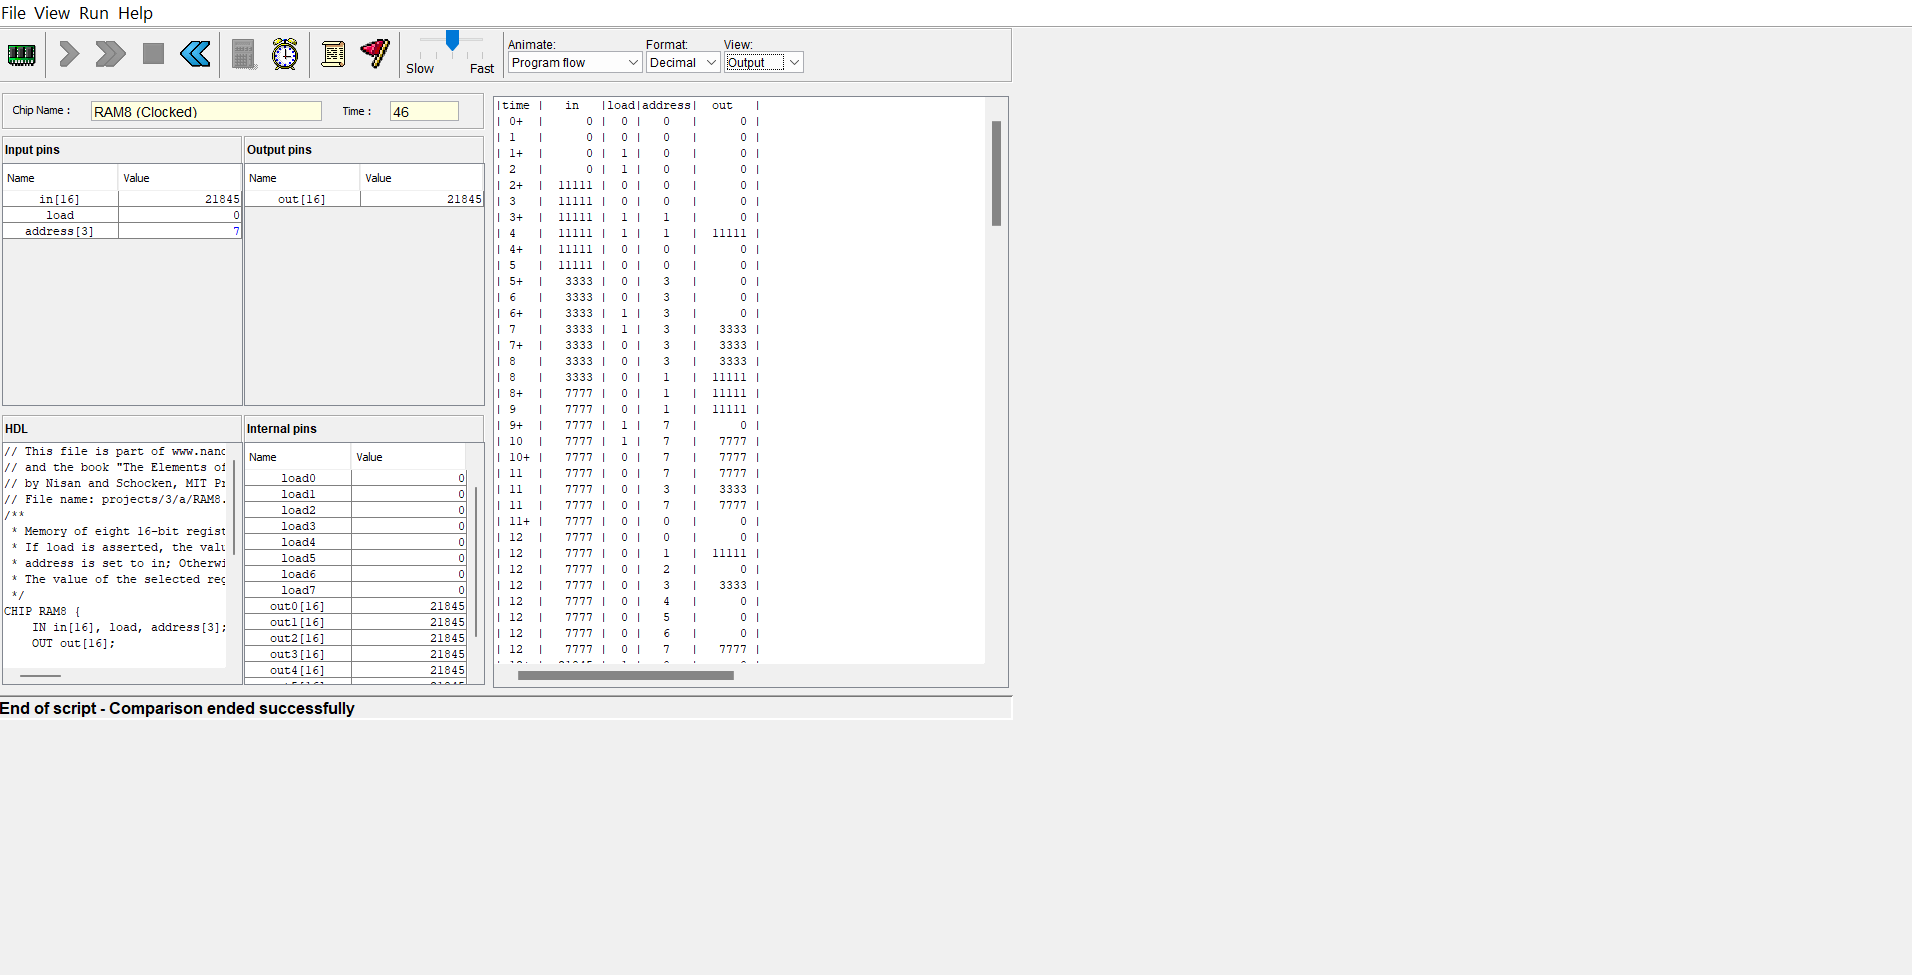 File View Run Help
Slow Fast
Animate: Format: View:
Program flow Decimal Output
Chip Name : RAM8 (Clocked) Time : 46
Input pins
Name Value
in[16] 21845
load 0
address[3] 7
Output pins
Name Value
out[16] 21845
HDL
// This file is part of www.nand
// and the book "The Elements of
// by Nisan and Schocken, MIT Pr
// File name: projects/3/a/RAM8.
/**
* Memory of eight 16-bit regist
* If load is asserted, the valu
* address is set to in; Otherwi
* The value of the selected reg
*/
CHIP RAM8 {
IN in[16], load, address[3];
OUT out[16];
Internal pins
Name Value
load0 0
load1 0
load2 0
load3 0
load4 0
load5 0
load6 0
load7 0
out0[16] 21845
out1[16] 21845
out2[16] 21845
out3[16] 21845
out4[16] 21845
|time | in |load|address| out |
| 0+ | 0 | 0 | 0 | 0 |
| 1 | 0 | 0 | 0 | 0 |
| 1+ | 0 | 1 | 0 | 0 |
| 2 | 0 | 1 | 0 | 0 |
| 2+ | 11111 | 0 | 0 | 0 |
| 3 | 11111 | 0 | 0 | 0 |
| 3+ | 11111 | 1 | 1 | 0 |
| 4 | 11111 | 1 | 1 | 11111 |
| 4+ | 11111 | 0 | 0 | 0 |
| 5 | 11111 | 0 | 0 | 0 |
| 5+ | 3333 | 0 | 3 | 0 |
| 6 | 3333 | 0 | 3 | 0 |
| 6+ | 3333 | 1 | 3 | 0 |
| 7 | 3333 | 1 | 3 | 3333 |
| 7+ | 3333 | 0 | 3 | 3333 |
| 8 | 3333 | 0 | 3 | 3333 |
| 8 | 3333 | 0 | 1 | 11111 |
| 8+ | 7777 | 0 | 1 | 11111 |
| 9 | 7777 | 0 | 1 | 11111 |
| 9+ | 7777 | 1 | 7 | 0 |
| 10 | 7777 | 1 | 7 | 7777 |
| 10+ | 7777 | 0 | 7 | 7777 |
| 11 | 7777 | 0 | 7 | 7777 |
| 11 | 7777 | 0 | 3 | 3333 |
| 11 | 7777 | 0 | 7 | 7777 |
| 11+ | 7777 | 0 | 0 | 0 |
| 12 | 7777 | 0 | 0 | 0 |
| 12 | 7777 | 0 | 1 | 11111 |
| 12 | 7777 | 0 | 2 | 0 |
| 12 | 7777 | 0 | 3 | 3333 |
| 12 | 7777 | 0 | 4 | 0 |
| 12 | 7777 | 0 | 5 | 0 |
| 12 | 7777 | 0 | 6 | 0 |
| 12 | 7777 | 0 | 7 | 7777 |
End of script - Comparison ended successfully